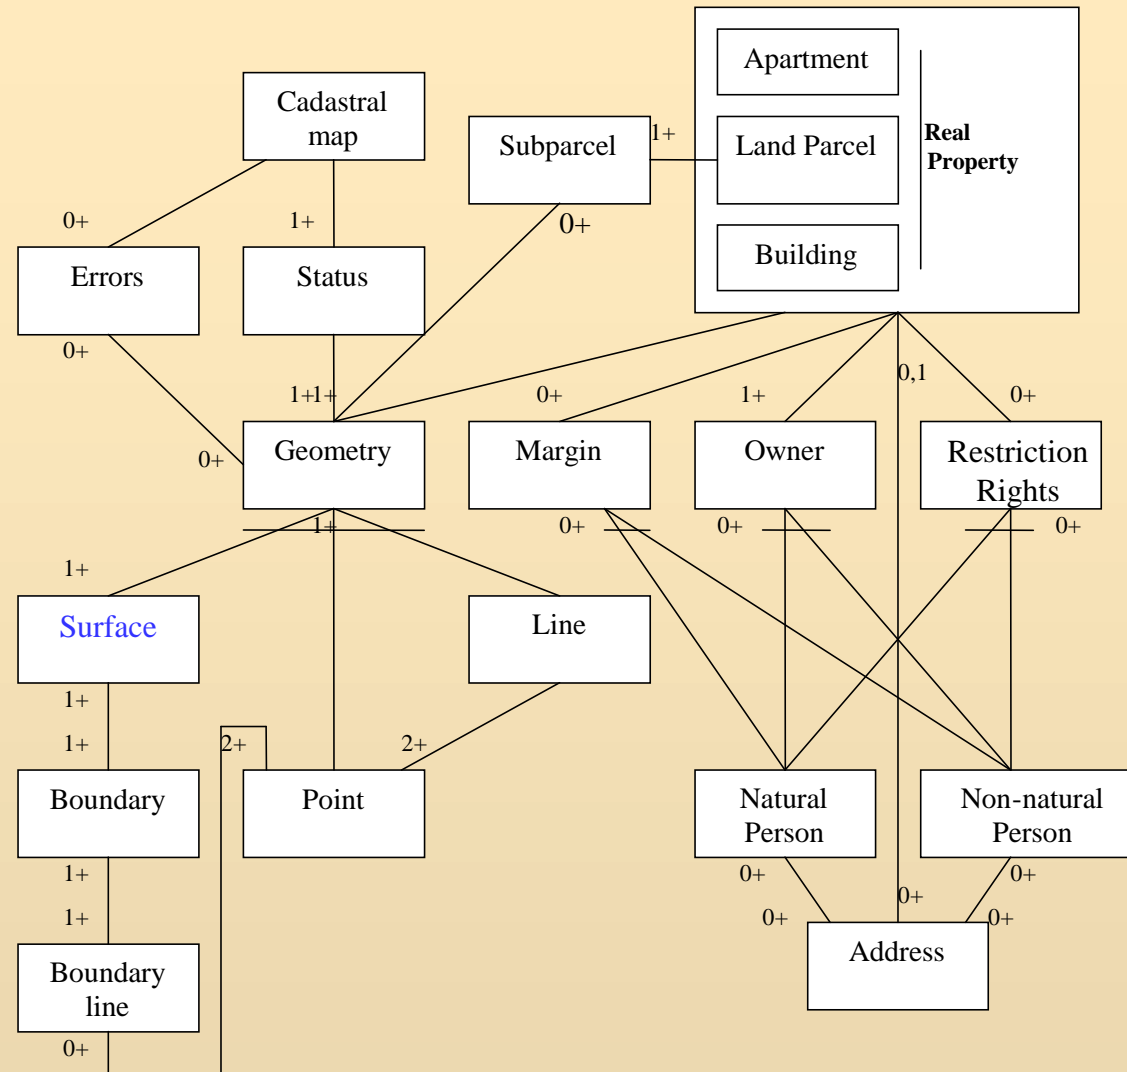 Apartment
Cadastral
map
Subparcel
1+
Land Parcel
Real
Property
0+
1+
0+
Errors
Status
Building
0+
0,1
1+1+
0+
1+
0+
Geometry
Margin
Owner
Restriction
Rights
0+
1+
0+
0+
0+
1+
Surface
Line
1+
1+
2+
2+
Boundary
Point
Natural
Person
Non-natural
Person
1+
0+
0+
0+
1+
0+
0+
Boundary
line
Address
0+